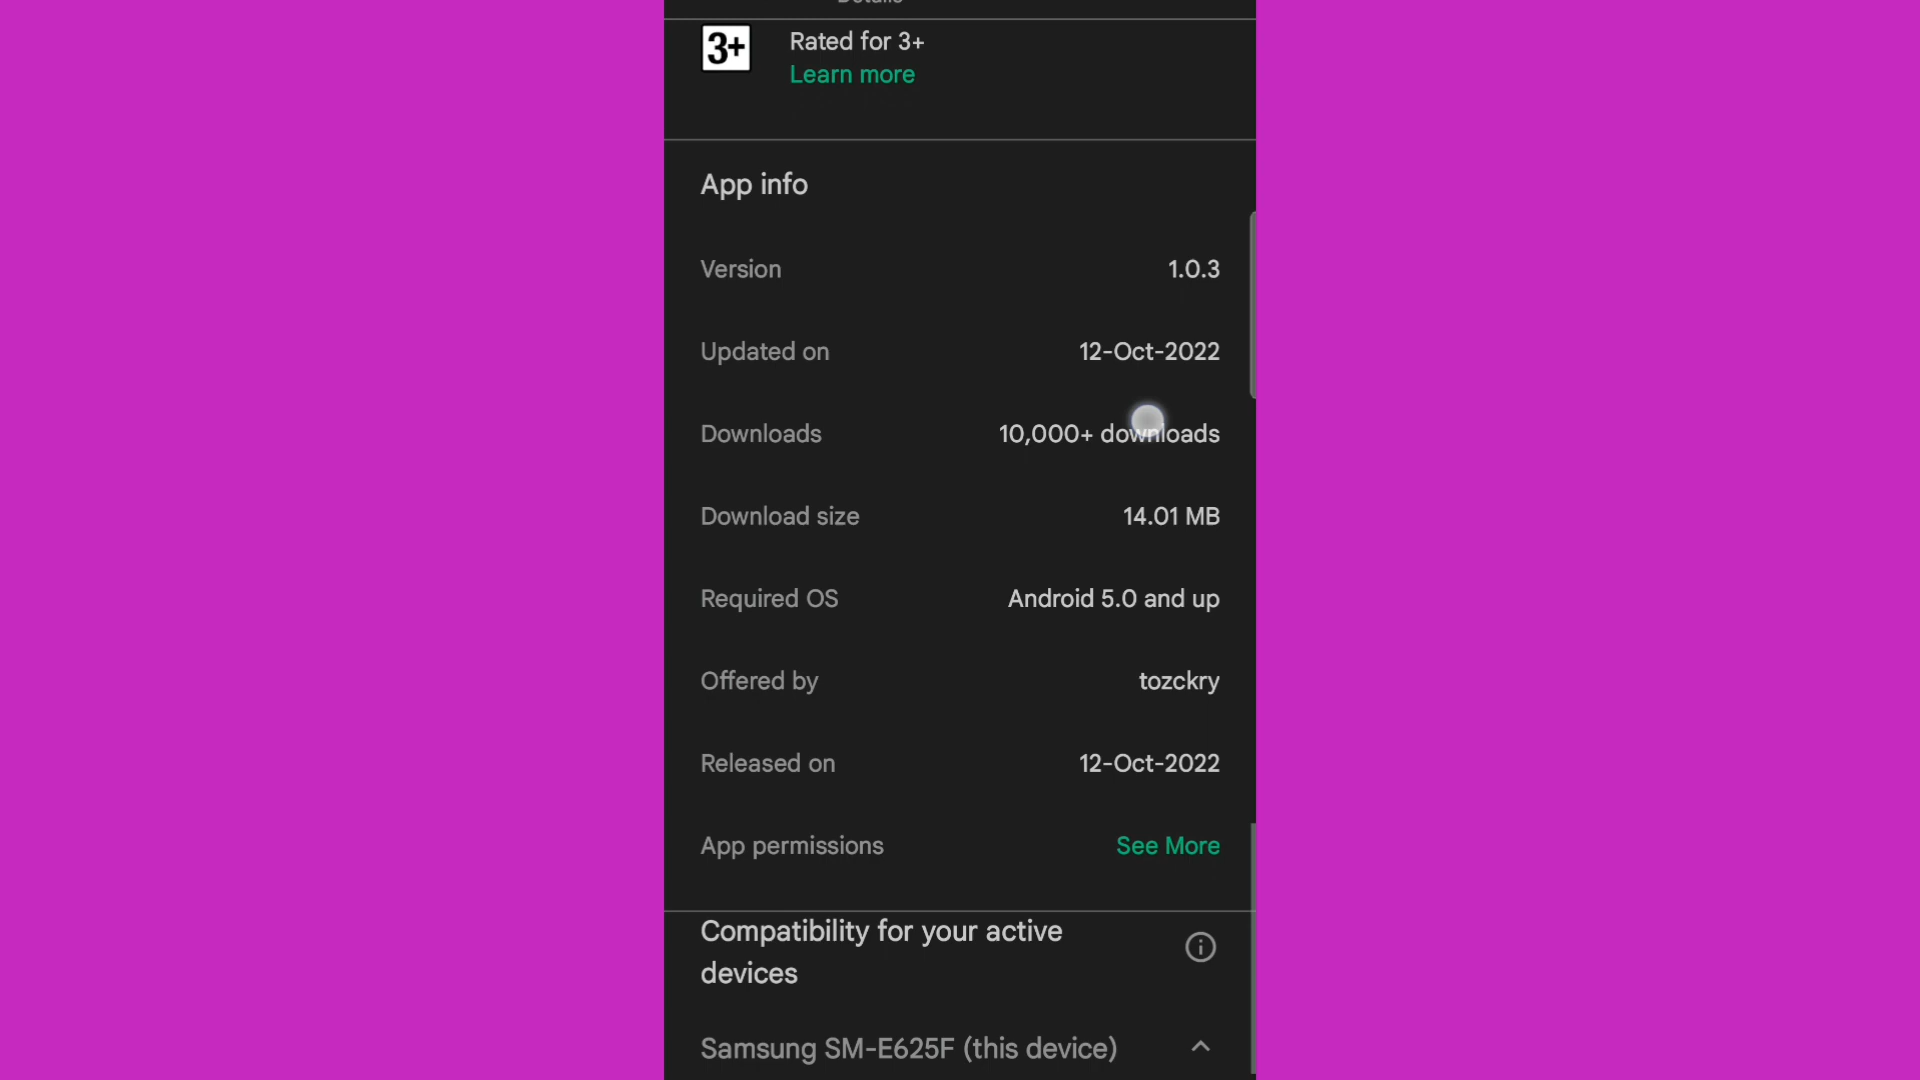 Details
3+
Rated for 3+
Learn more
App info
Version 1.0.3
Updated on 12-Oct-2022
Downloads 10,000+ downloads
Download size 14.01 MB
Required OS Android 5.0 and up
Offered by tozckry
Released on 12-Oct-2022
App permissions See More
Compatibility for your active
devices
Samsung SM-E625F (this device)